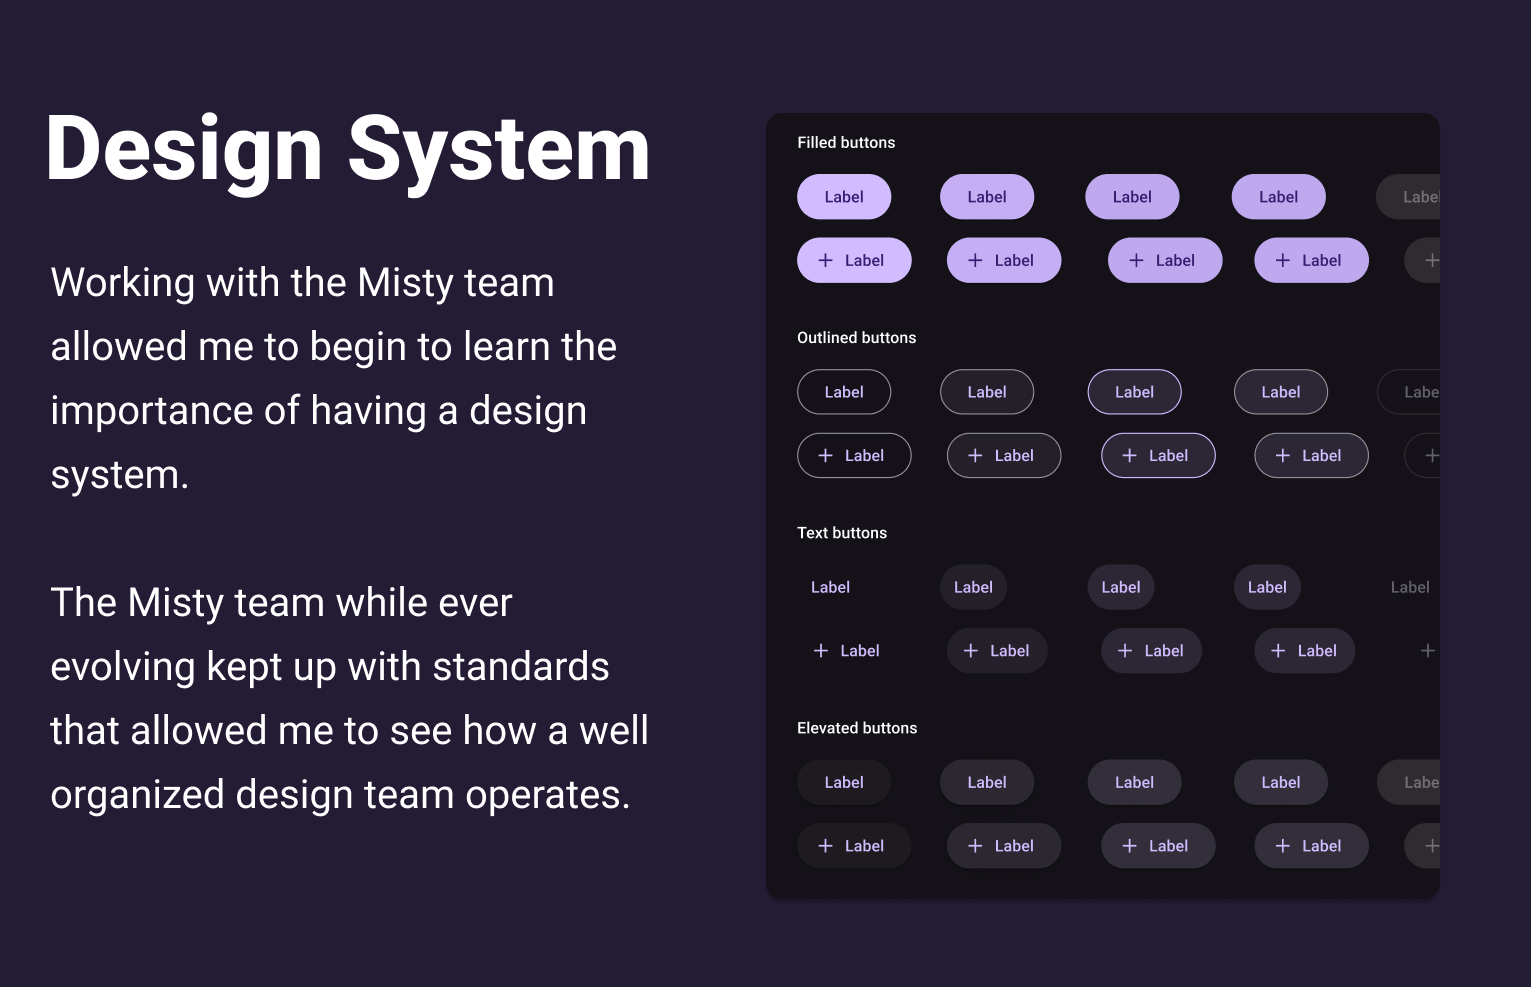 Design System
Working with the Misty team
allowed me to begin to learn the
importance of having a design
system.
The Misty team while ever
evolving kept up with standards
that allowed me to see how a well
organized design team operates.
Filled buttons
Label Label Label Label Label
+ Label + Label + Label + Label +
Outlined buttons
Label Label Label Label Labe
+ Label + Label + Label + Label +
Text buttons
Label Label Label Label Label
+ Label + Label + Label + Label +
Elevated buttons
Label Label Label Label Labe
+ Label + Label + Label + Label +